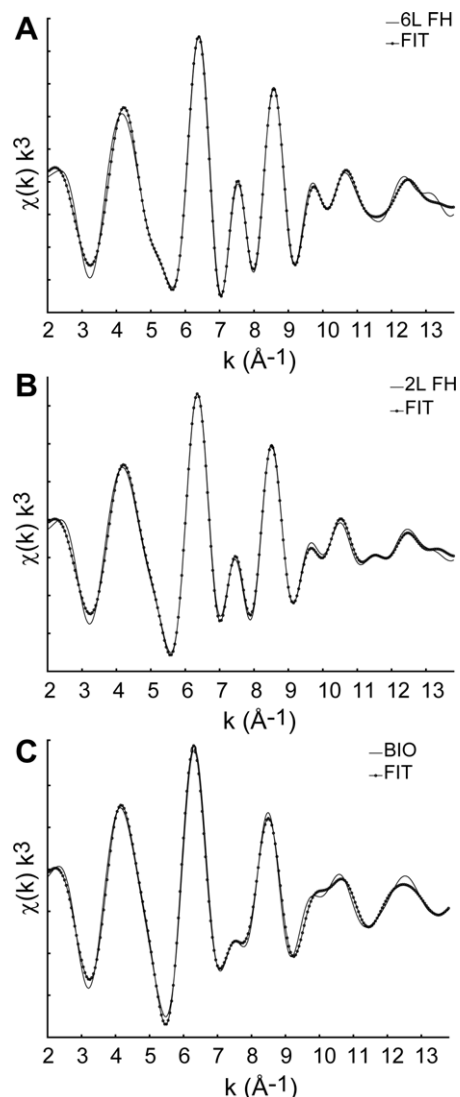 A
6L FH
FIT
χ(k) k3
2 3 4 5 6 7 8 9 10 11 12 13
k (Å-1)
B
2L FH
FIT
χ(k) k3
2 3 4 5 6 7 8 9 10 11 12 13
k (Å-1)
C
BIO
FIT
χ(k) k3
2 3 4 5 6 7 8 9 10 11 12 13
k (Å-1)